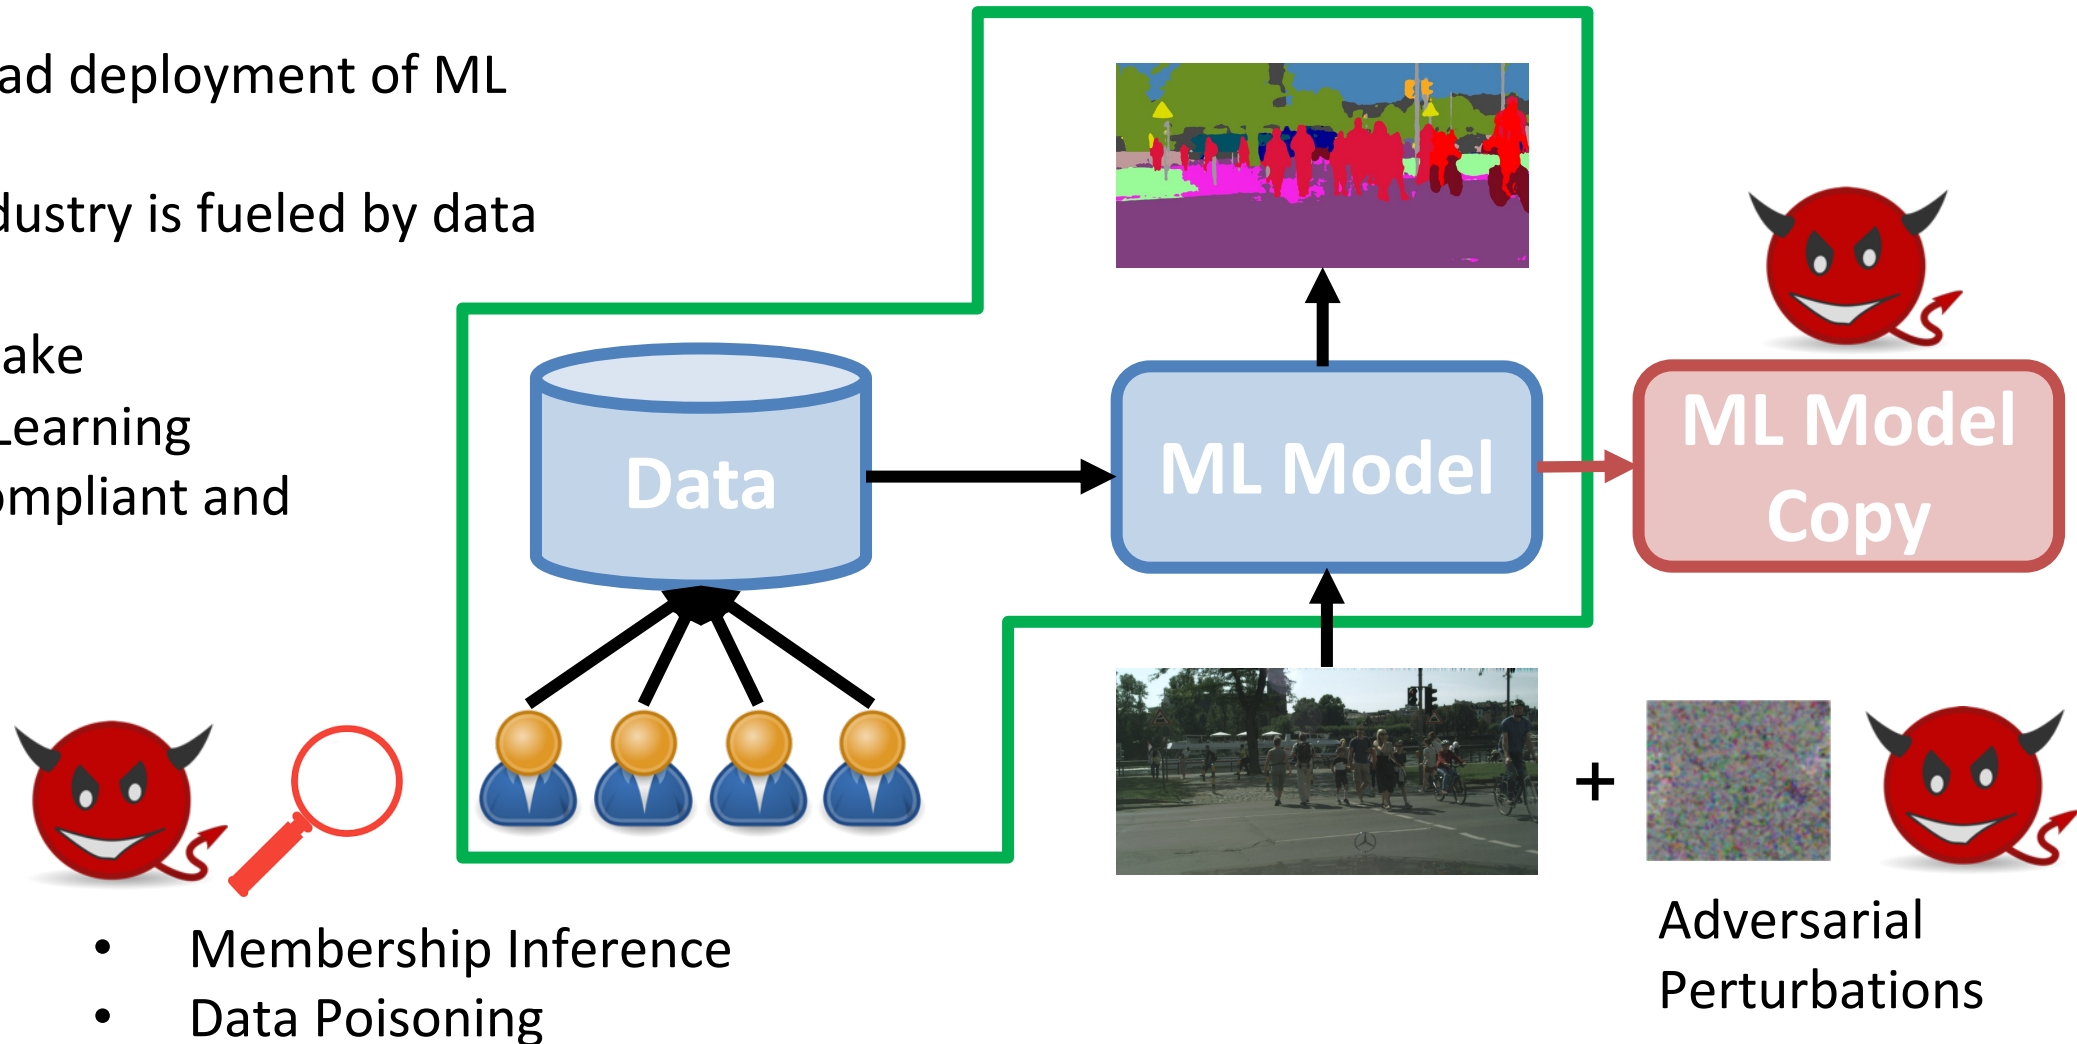 ad deployment of ML
dustry is fueled by data
ake
Learning
ompliant and
Data
ML Model
ML Model
Copy
+
• Membership Inference
• Data Poisoning
Adversarial
Perturbations